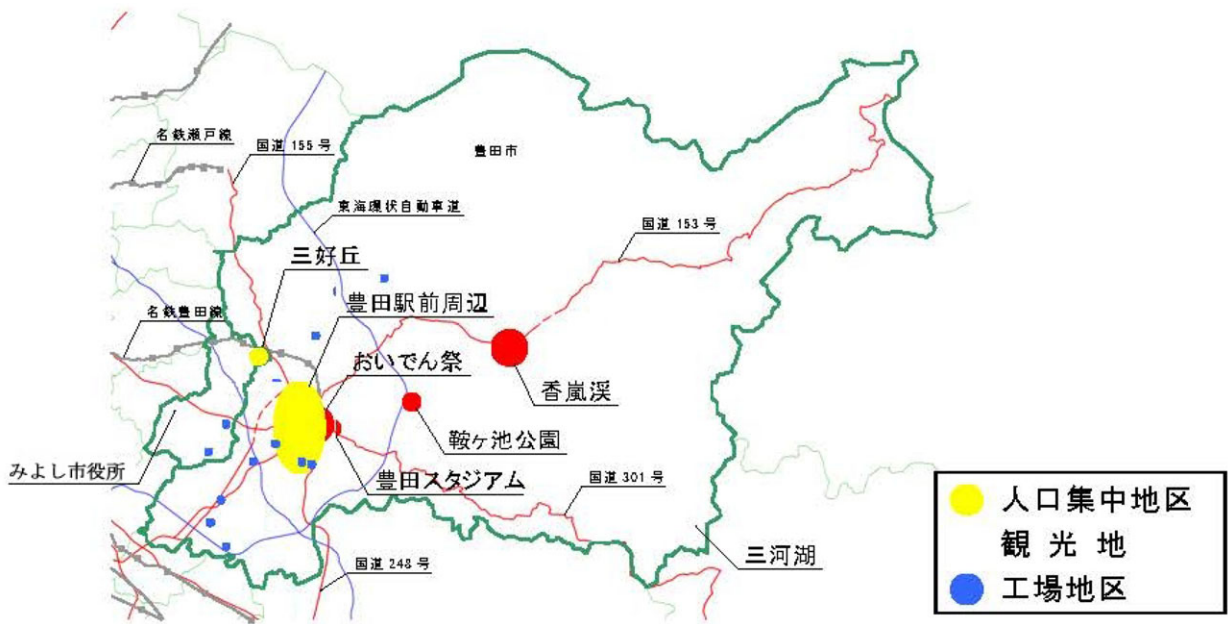 名鉄瀬戸線
国道 155 号
豊田市
東海環状自動車道
国道 153 号
三好丘
豊田駅前周辺
名鉄豊田線
おいでん祭
香嵐渓
鞍ヶ池公園
みよし市役所
豊田スタジアム
国道 301 号
三河湖
国道 248 号
人口集中地区
観 光 地
工場地区